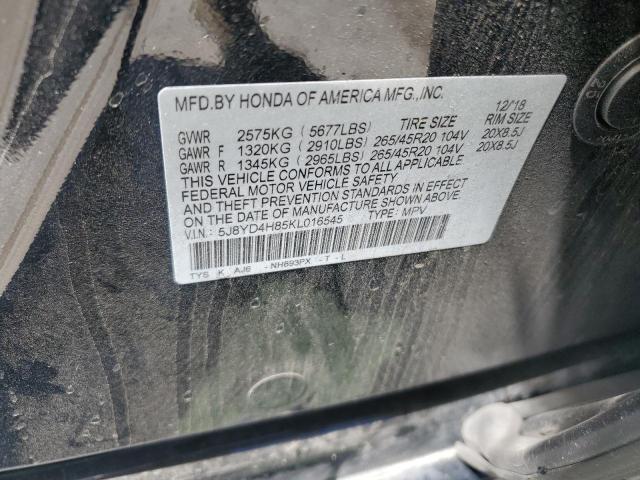 MFD.BY HONDA OF AMERICA MFG.,INC. 12/18
GVWR 2575KG ( 5677LBS) TIRE SIZE RIM SIZE
GAWR F 1320KG ( 2910LBS) 265/45R20 104V 20X8.5J
GAWR R 1345KG ( 2965LBS) 265/45R20 104V 20X8.5J
THIS VEHICLE CONFORMS TO ALL APPLICABLE
FEDERAL MOTOR VEHICLE SAFETY
AND THEFT PREVENTION STANDARDS IN EFFECT
ON THE DATE OF MANUFACTURE SHOWN ABOVE.
V.I.N.: 5J8YD4H85KL016545 TYPE: MPV
TYS K AJ6 -NH893PX -T -L